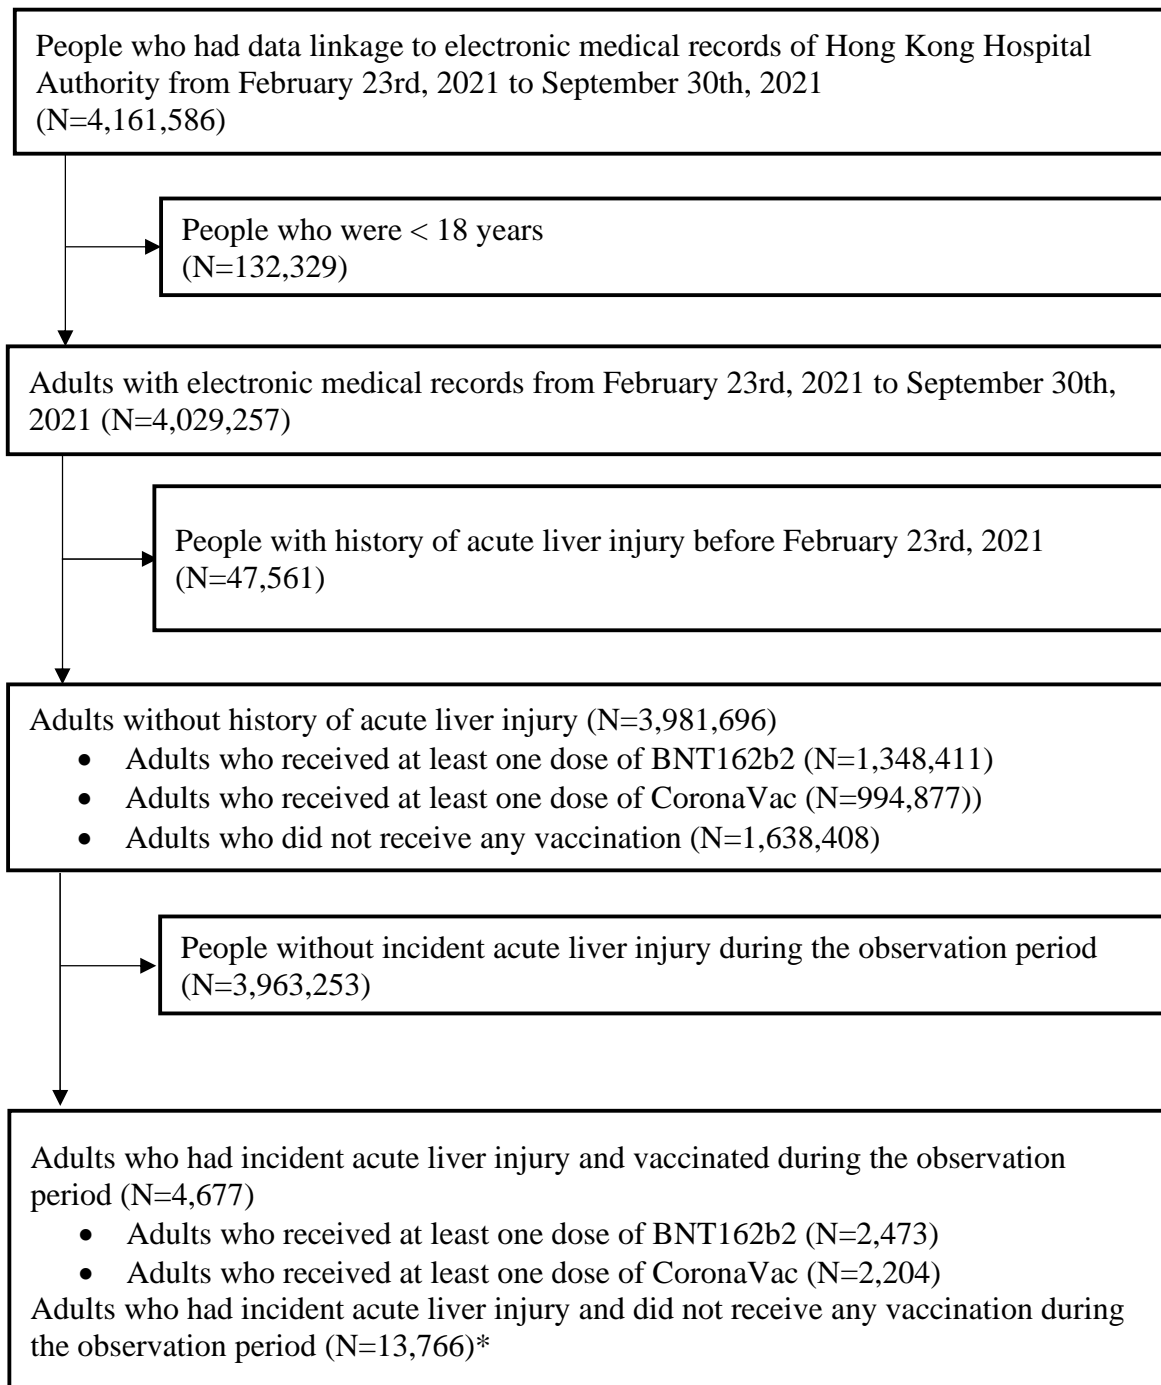 People who had data linkage to electronic medical records of Hong Kong Hospital
Authority from February 23rd, 2021 to September 30th, 2021
(N=4,161,586)
People who were < 18 years
(N=132,329)
Adults with electronic medical records from February 23rd, 2021 to September 30th,
2021 (N=4,029,257)
People with history of acute liver injury before February 23rd, 2021
(N=47,561)
Adults without history of acute liver injury (N=3,981,696)
• Adults who received at least one dose of BNT162b2 (N=1,348,411)
• Adults who received at least one dose of CoronaVac (N=994,877))
• Adults who did not receive any vaccination (N=1,638,408)
People without incident acute liver injury during the observation period
(N=3,963,253)
Adults who had incident acute liver injury and vaccinated during the observation
period (N=4,677)
• Adults who received at least one dose of BNT162b2 (N=2,473)
• Adults who received at least one dose of CoronaVac (N=2,204)
Adults who had incident acute liver injury and did not receive any vaccination during
the observation period (N=13,766)*